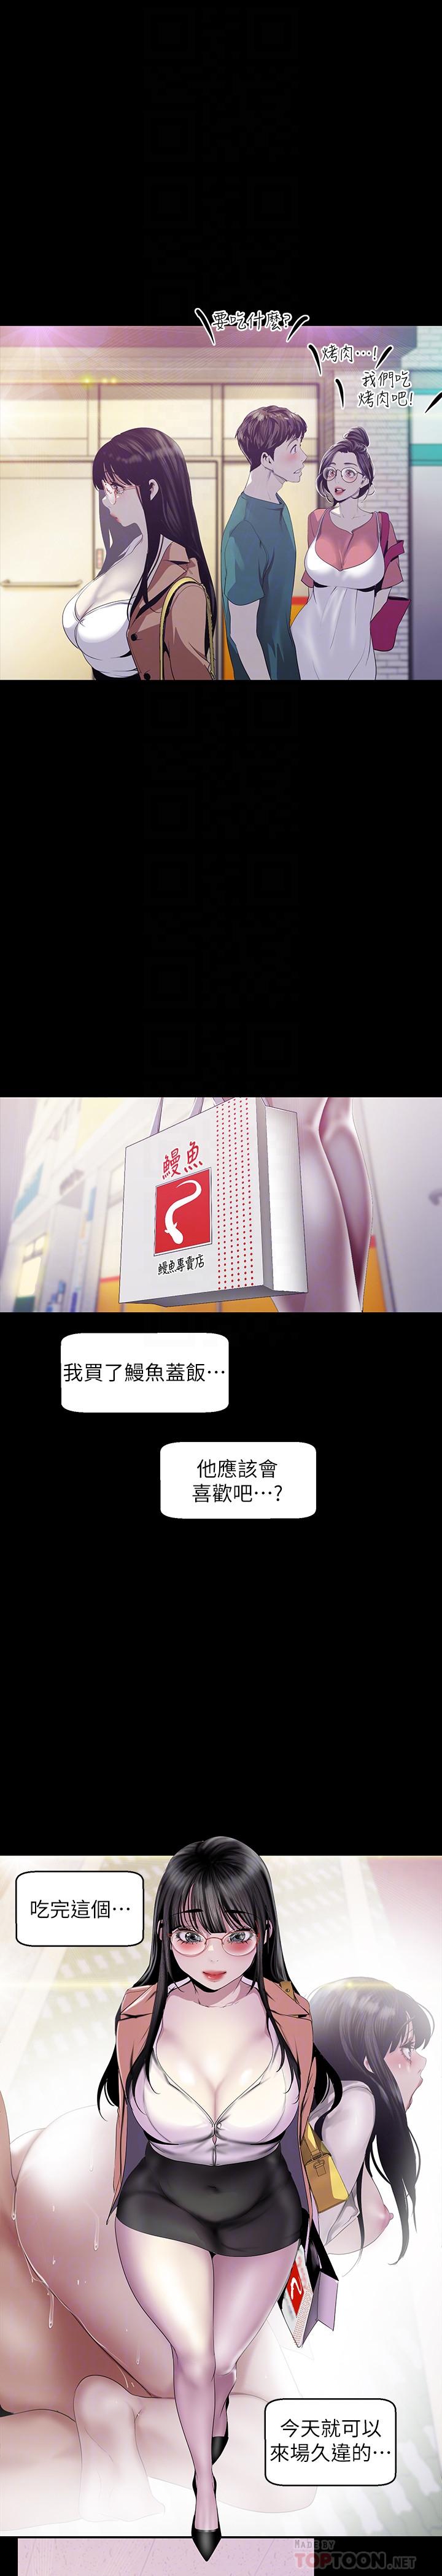 要吃什麼?
烤肉…!
我們吃
烤肉吧!
鰻魚
鰻魚專賣店
我買了鰻魚蓋飯…
他應該會
喜歡吧…?
吃完這個…
今天就可以
來場久違的…
MADE BY
TOPTOON.NET